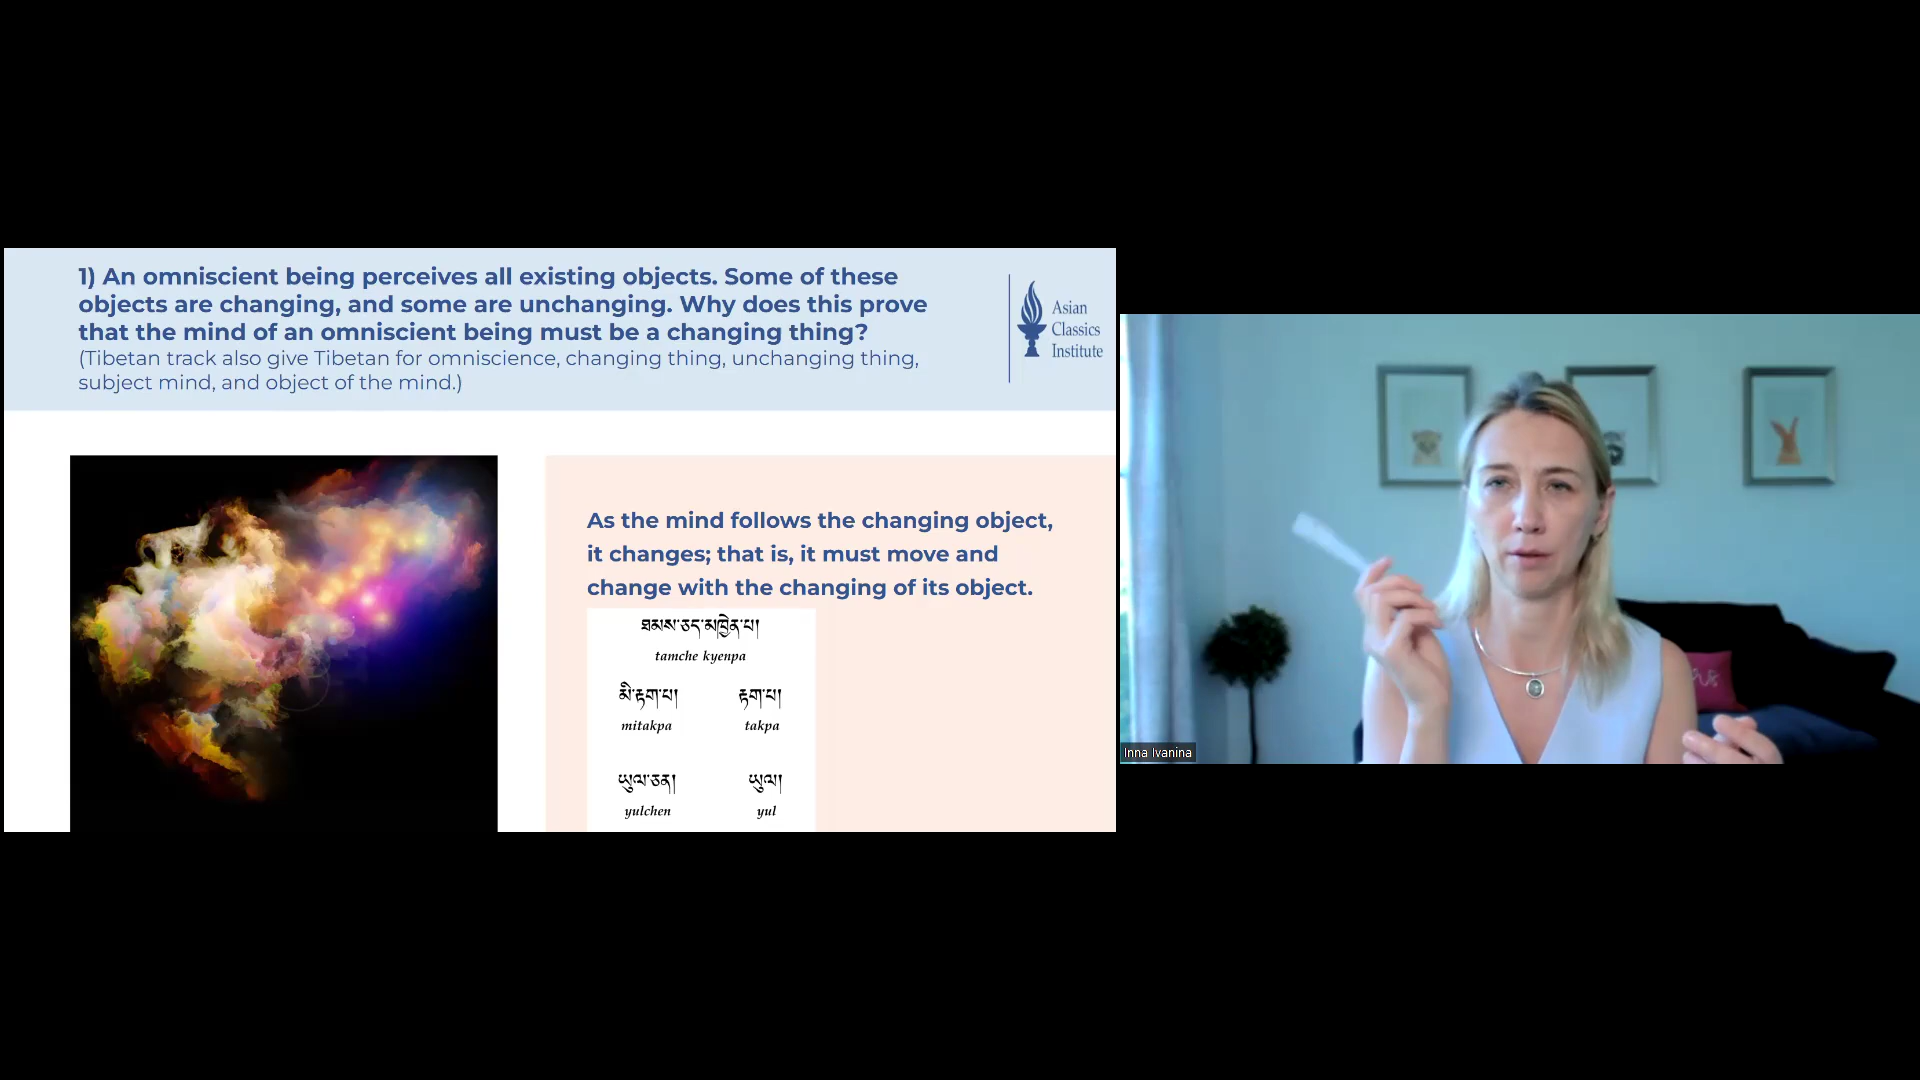 1) An omniscient being perceives all existing objects. Some of these
objects are changing, and some are unchanging. Why does this prove
that the mind of an omniscient being must be a changing thing?
(Tibetan track also give Tibetan for omniscience, changing thing, unchanging thing,
subject mind, and object of the mind.)
Asian
Classics
Institute
As the mind follows the changing object,
it changes; that is, it must move and
change with the changing of its object.
ཐམས་ཅད་མཁྱེན་པ།
tamche kyenpa
མི་རྟག་པ། རྟག་པ།
mitakpa takpa
ཡུལ་ཅན། ཡུལ།
yulchen yul
Inna Ivanina